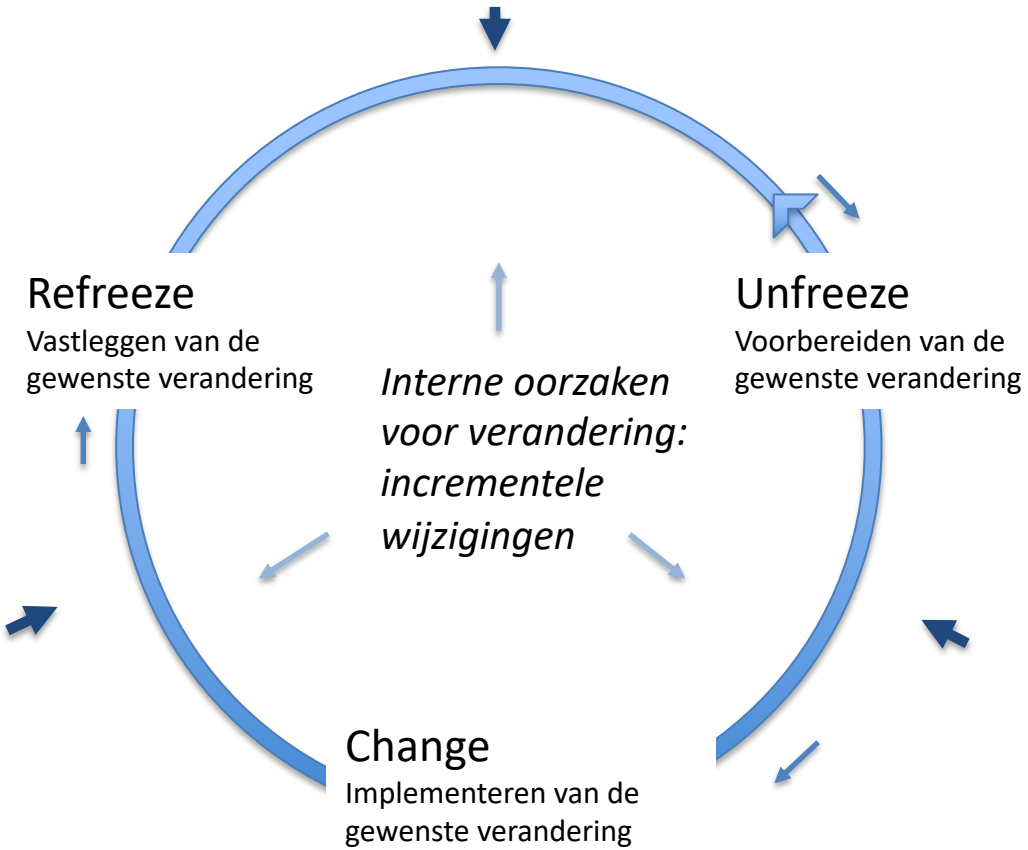 Refreeze
Vastleggen van de
gewenste verandering
Unfreeze
Voorbereiden van de
gewenste verandering
Interne oorzaken
voor verandering:
incrementele
wijzigingen
Change
Implementeren van de
gewenste verandering